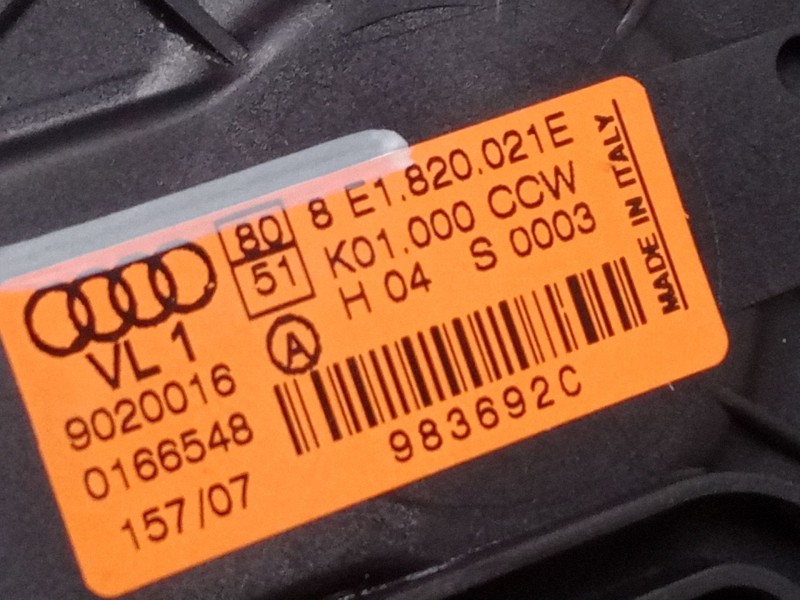 80
51
8 E1.820.021E
K01.000 CCW
H 04 S 0003
VL 1
A
9020016
0166548
157/07
983692C
MADE IN ITALY